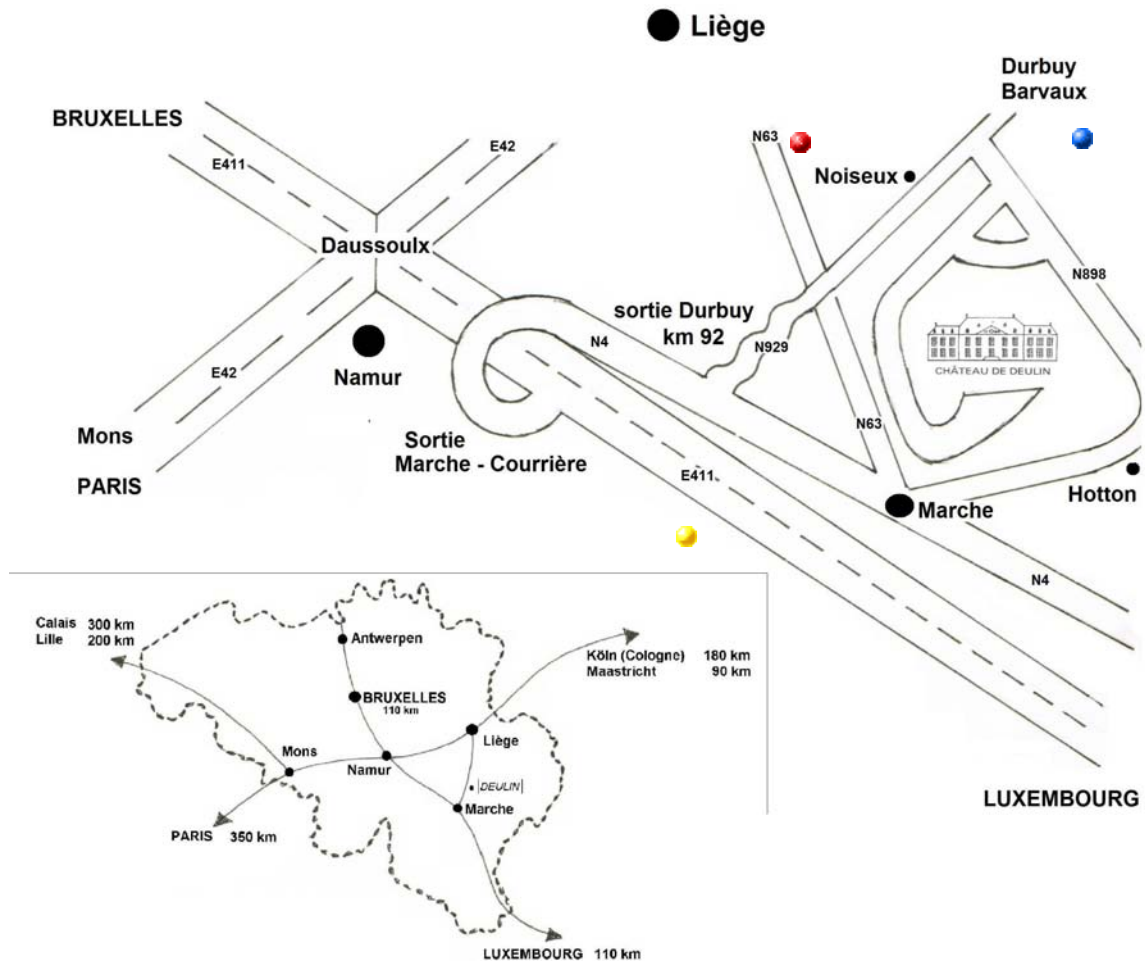 Liège
Durbuy
Barvaux
BRUXELLES
E411
E42
N63
Noiseux
Daussoulx
N898
sortie Durbuy
km 92
N4
N929
CHÂTEAU DE DEULIN
E42
Namur
Mons
PARIS
Sortie
Marche - Courrière
N63
E411
Marche
Hotton
N4
LUXEMBOURG
Calais 300 km
Lille 200 km
Antwerpen
Köln (Cologne) 180 km
Maastricht 90 km
BRUXELLES
110 km
Liège
Mons
Namur
DEULIN
Marche
PARIS 350 km
LUXEMBOURG 110 km